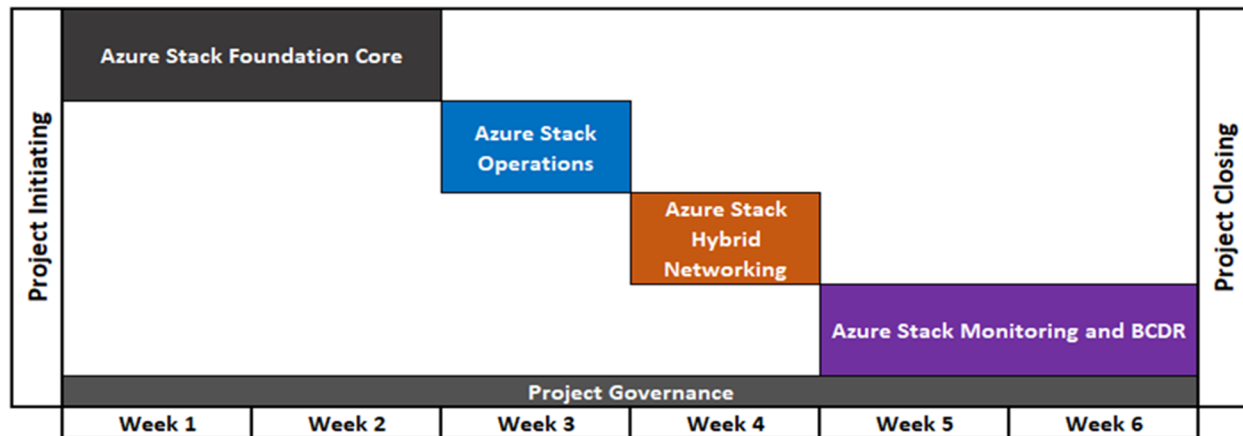 Project Initiating
Azure Stack Foundation Core
Azure Stack
Operations
Azure Stack
Hybrid
Networking
Azure Stack Monitoring and BCDR
Project Closing
Project Governance
Week 1
Week 2
Week 3
Week 4
Week 5
Week 6